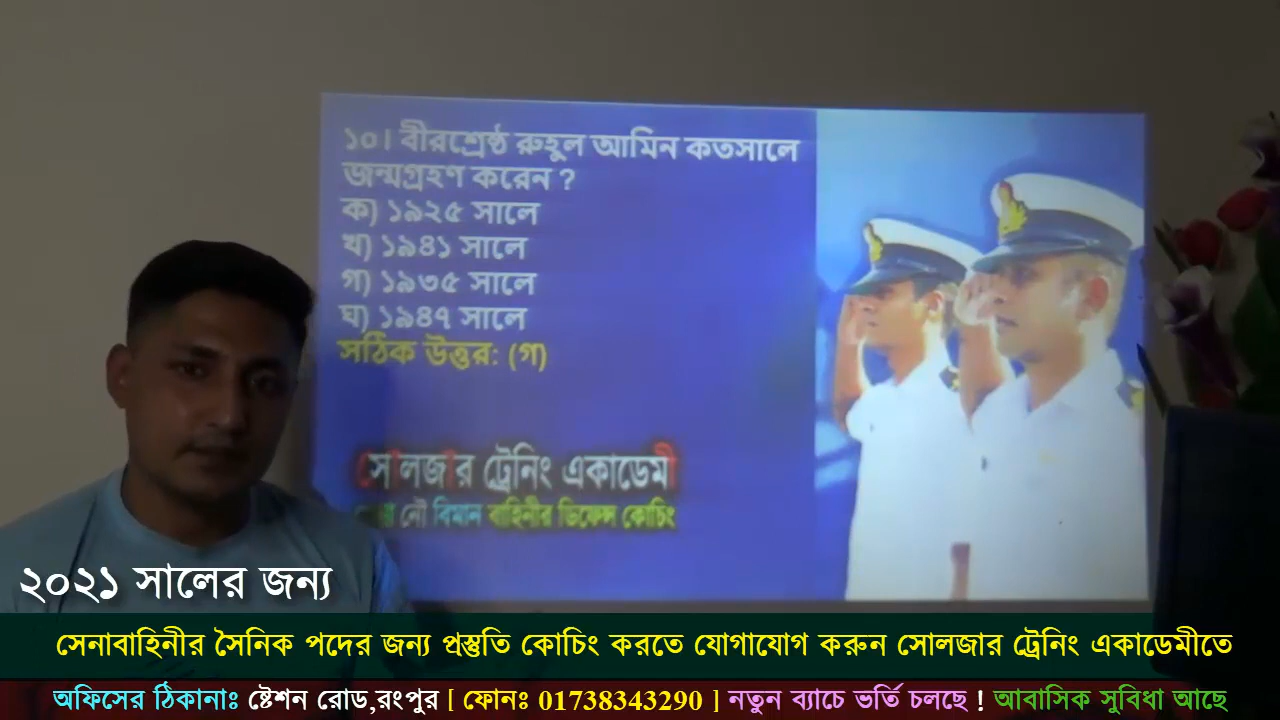 ১০। বীরশ্রেষ্ঠ রুহুল আমিন কতসালে
জন্মগ্রহণ করেন ?
ক) ১৯২৫ সালে
খ) ১৯৪১ সালে
গ) ১৯৩৫ সালে
ঘ) ১৯৪৭ সালে
সঠিক উত্তর: (গ)
সোলজার ট্রেনিং একাডেমী
নৌ বিমান বাহিনীর ডিফেন্স কোচিং
২০২১ সালের জন্য
সেনাবাহিনীর সৈনিক পদের জন্য প্রস্তুতি কোচিং করতে যোগাযোগ করুন সোলজার ট্রেনিং একাডেমীতে
অফিসের ঠিকানাঃ ষ্টেশন রোড,রংপুর [ ফোনঃ 01738343290 ] নতুন ব্যাচে ভর্তি চলছে ! আবাসিক সুবিধা আছে